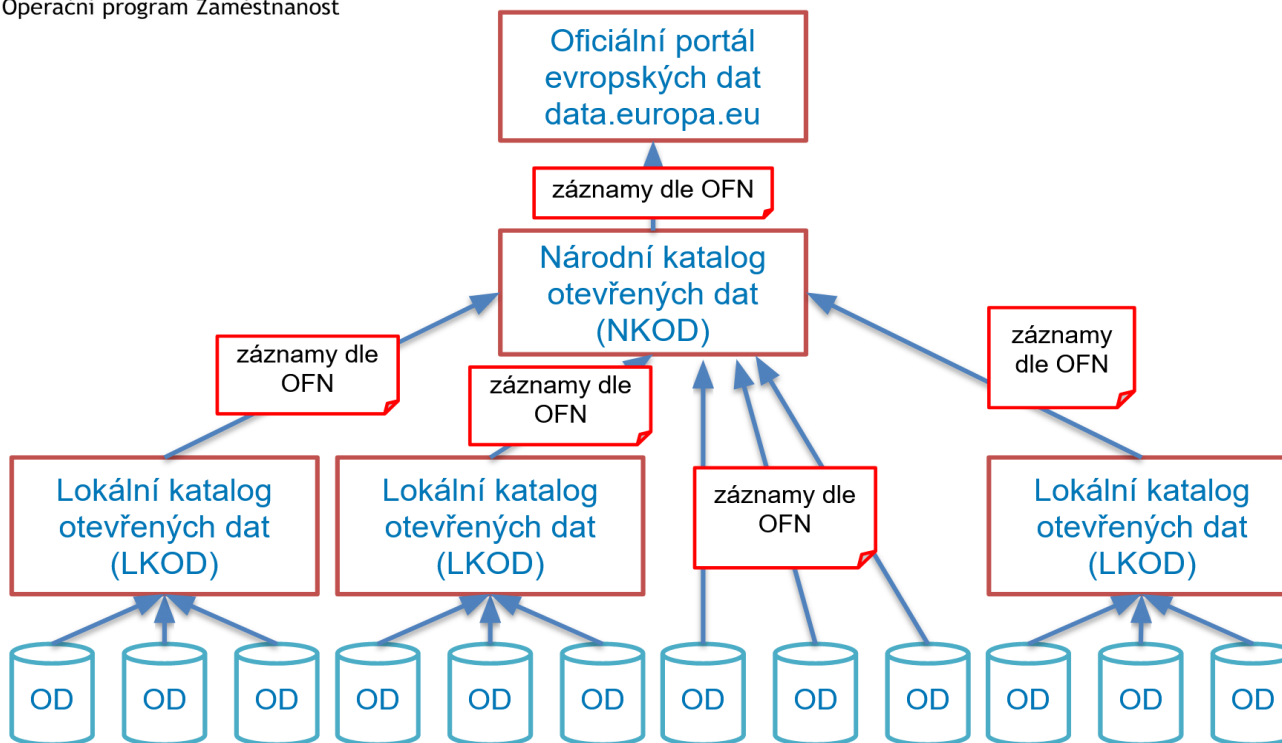 Operační program Zaměstnanost
Oficiální portál
evropských dat
data.europa.eu
záznamy dle OFN
Národní katalog
otevřených dat
(NKOD)
záznamy dle
OFN
záznamy dle
OFN
záznamy
dle OFN
záznamy dle
OFN
Lokální katalog
otevřených dat
(LKOD)
Lokální katalog
otevřených dat
(LKOD)
Lokální katalog
otevřených dat
(LKOD)
OD
OD
OD
OD
OD
OD
OD
OD
OD
OD
OD
OD